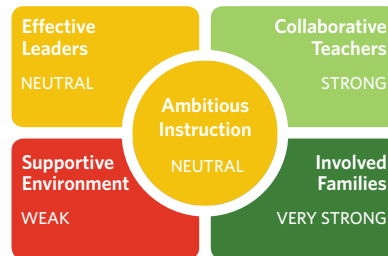 Effective
Leaders
NEUTRAL
Collaborative
Teachers
STRONG
Ambitious
Instruction
NEUTRAL
Supportive
Environment
WEAK
Involved
Families
VERY STRONG